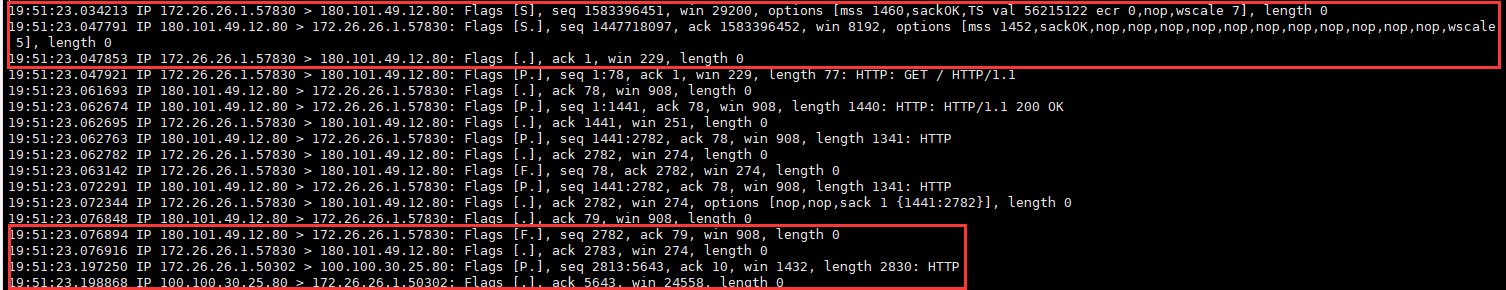 19:51:23.034213 IP 172.26.26.1.57830 > 180.101.49.12.80: Flags [S], seq 1583396451, win 29200, options [mss 1460,sackOK,TS val 56215122 ecr 0,nop,wscale 7], length 0
19:51:23.047791 IP 180.101.49.12.80 > 172.26.26.1.57830: Flags [S.], seq 1447718097, ack 1583396452, win 8192, options [mss 1452,sackOK,nop,nop,nop,nop,nop,nop,nop,nop,nop,nop,nop,wscale
5], length 0
19:51:23.047853 IP 172.26.26.1.57830 > 180.101.49.12.80: Flags [.], ack 1, win 229, length 0
19:51:23.047921 IP 172.26.26.1.57830 > 180.101.49.12.80: Flags [P.], seq 1:78, ack 1, win 229, length 77: HTTP: GET / HTTP/1.1
19:51:23.061693 IP 180.101.49.12.80 > 172.26.26.1.57830: Flags [.], ack 78, win 908, length 0
19:51:23.062674 IP 180.101.49.12.80 > 172.26.26.1.57830: Flags [P.], seq 1:1441, ack 78, win 908, length 1440: HTTP: HTTP/1.1 200 OK
19:51:23.062695 IP 172.26.26.1.57830 > 180.101.49.12.80: Flags [.], ack 1441, win 251, length 0
19:51:23.062763 IP 180.101.49.12.80 > 172.26.26.1.57830: Flags [P.], seq 1441:2782, ack 78, win 908, length 1341: HTTP
19:51:23.062782 IP 172.26.26.1.57830 > 180.101.49.12.80: Flags [.], ack 2782, win 274, length 0
19:51:23.063142 IP 172.26.26.1.57830 > 180.101.49.12.80: Flags [F.], seq 78, ack 2782, win 274, length 0
19:51:23.072291 IP 180.101.49.12.80 > 172.26.26.1.57830: Flags [P.], seq 1441:2782, ack 78, win 908, length 1341: HTTP
19:51:23.072344 IP 172.26.26.1.57830 > 180.101.49.12.80: Flags [.], ack 2782, win 274, options [nop,nop,sack 1 {1441:2782}], length 0
19:51:23.076848 IP 180.101.49.12.80 > 172.26.26.1.57830: Flags [.], ack 79, win 908, length 0
19:51:23.076894 IP 180.101.49.12.80 > 172.26.26.1.57830: Flags [F.], seq 2782, ack 79, win 908, length 0
19:51:23.076916 IP 172.26.26.1.57830 > 180.101.49.12.80: Flags [.], ack 2783, win 274, length 0
19:51:23.197250 IP 172.26.26.1.50302 > 100.100.30.25.80: Flags [P.], seq 2813:5643, ack 10, win 1432, length 2830: HTTP
19:51:23.198868 IP 100.100.30.25.80 > 172.26.26.1.50302: Flags [.], ack 5643, win 24558, length 0